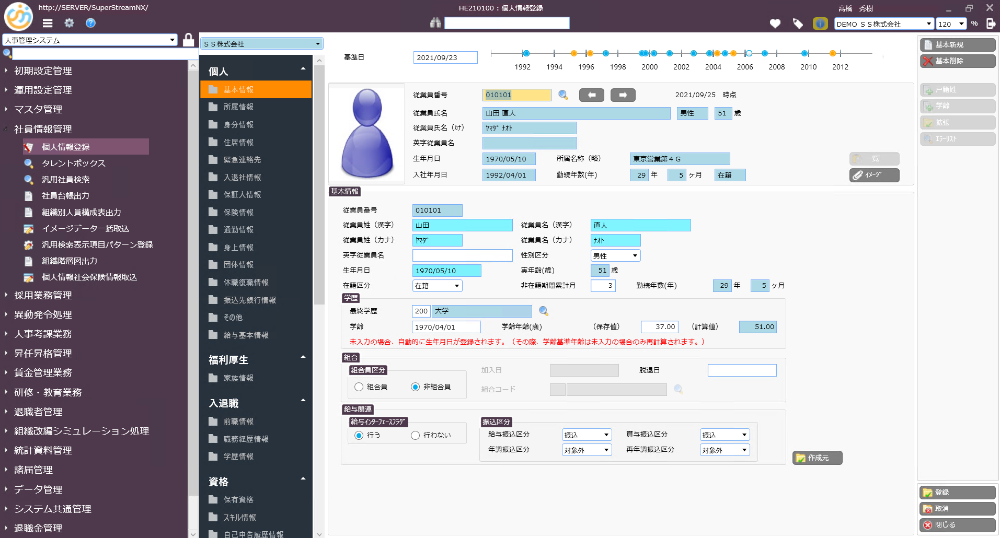 http://SERVER/SuperStreamNX/
HE210100：個人情報登録
高橋　秀樹
DEMO ＳＳ株式会社
120
%
人事管理システム
初期設定管理
運用設定管理
マスタ管理
社員情報管理
個人情報登録
タレントボックス
汎用社員検索
社員台帳出力
組織別人員構成表出力
イメージデータ一括取込
汎用検索表示項目パターン登録
組織階層図出力
個人情報社会保険情報取込
採用業務管理
異動発令処理
人事考課業務
昇任昇格管理
賃金管理業務
研修・教育業務
退職者管理
組織改編シミュレーション処理
統計資料管理
諸届管理
データ管理
システム共通管理
退職金管理
ＳＳ株式会社
個人
基本情報
所属情報
身分情報
住居情報
緊急連絡先
入退社情報
保証人情報
保険情報
通勤情報
身上情報
団体情報
休職復職情報
振込先銀行情報
その他
給与基本情報
福利厚生
家族情報
入退職
前職情報
職務経歴情報
学歴情報
資格
保有資格
ｽｷﾙ情報
自己申告履歴情報
基準日 2021/09/23
1992 1994 1996 1998 2000 2002 2004 2006 2008 2010 2012
従業員番号 010101 2021/09/25 時点
従業員氏名 山田 直人 男性 51 歳
従業員氏名（ｶﾅ） ﾔﾏﾀﾞ ﾅｵﾄ
英字従業員名
生年月日 1970/05/10 所属名称（略） 東京営業第４Ｇ
入社年月日 1992/04/01 勤続年数(年) 29 年 5 ヶ月 在籍
一覧
ｲﾒｰｼﾞ
基本情報
従業員番号 010101
従業員姓（漢字） 山田 従業員名（漢字） 直人
従業員姓（カナ） ﾔﾏﾀﾞ 従業員名（カナ） ﾅｵﾄ
英字従業員名 性別区分 男性
生年月日 1970/05/10 実年齢(歳) 51 歳
在籍区分 在籍 非在籍期間累計月 3 勤続年数(年) 29 年 5 ヶ月
学歴
最終学歴 200 大学
学齢 1970/04/01 学齢年齢(歳) （保存値） 37.00 （計算値） 51.00
未入力の場合、自動的に生年月日が登録されます。（その際、学齢基準年齢は未入力の場合のみ再計算されます。）
組合
組合員区分
組合員 非組合員
加入日 脱退日
組合コード
給与関連
給与ｲﾝﾀｰﾌｪｰｽﾌﾗｸﾞ
行う 行わない
振込区分
給与振込区分 振込 賞与振込区分 振込
年調振込区分 対象外 再年調振込区分 対象外
作成元
基本新規
基本削除
戸籍姓
学齢
拡張
ｴﾗｰﾘｽﾄ
登録
取消
閉じる